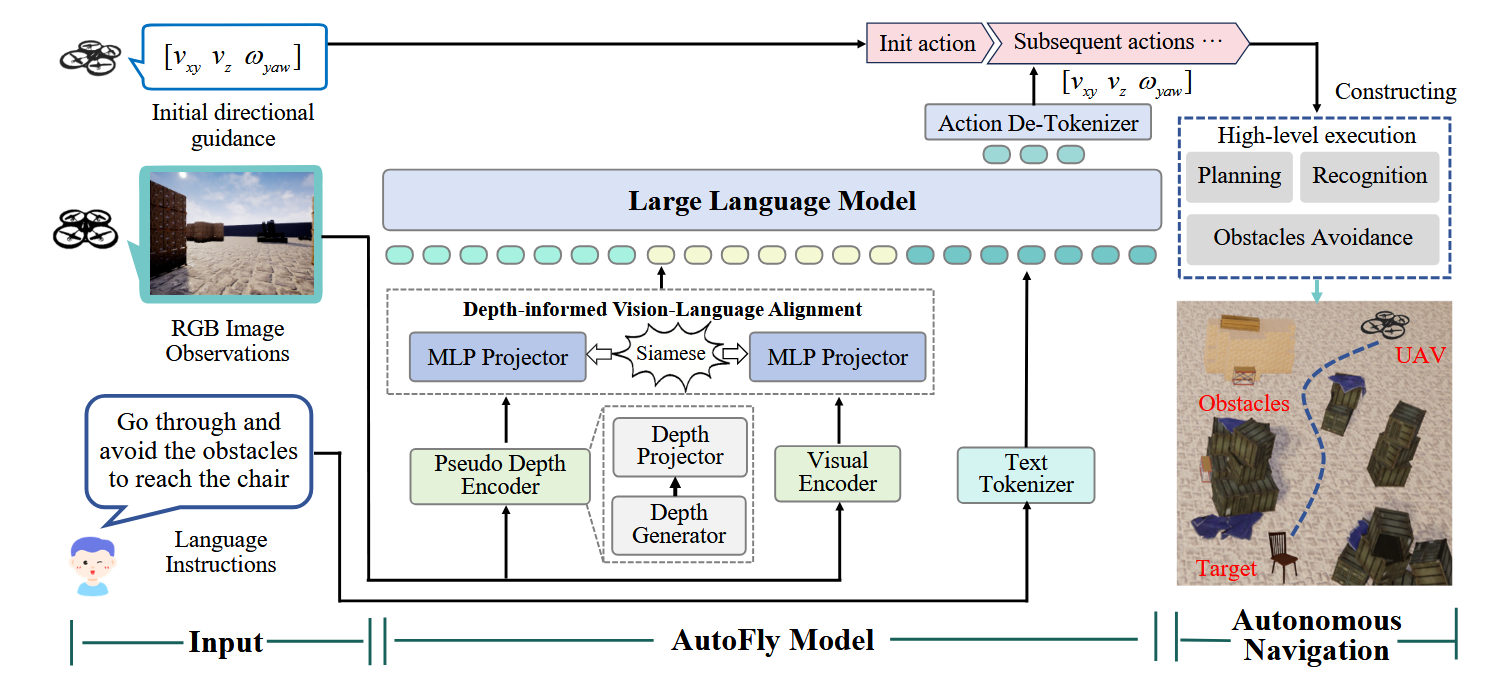 [v_xy v_z ω_yaw]
Initial directional
guidance
RGB Image
Observations
Go through and
avoid the obstacles
to reach the chair
Language
Instructions
Input
Init action
Subsequent actions ···
[v_xy v_z ω_yaw]
Action De-Tokenizer
Large Language Model
Depth-informed Vision-Language Alignment
MLP Projector
Siamese
MLP Projector
Pseudo Depth
Encoder
Depth
Projector
Depth
Generator
Visual
Encoder
Text
Tokenizer
AutoFly Model
Constructing
High-level execution
Planning
Recognition
Obstacles Avoidance
UAV
Obstacles
Target
Autonomous
Navigation